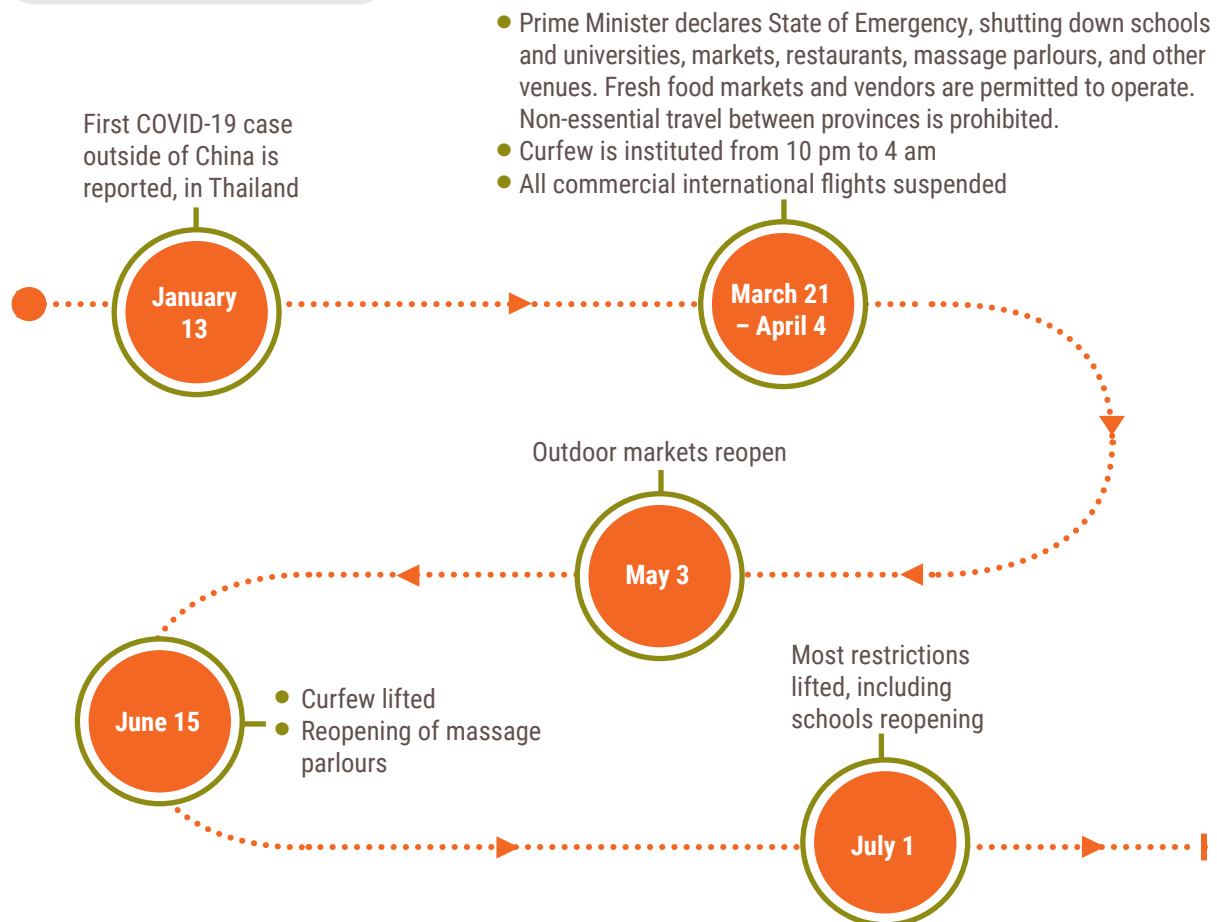 First COVID-19 case
outside of China is
reported, in Thailand
January
13
● Prime Minister declares State of Emergency, shutting down schools
and universities, markets, restaurants, massage parlours, and other
venues. Fresh food markets and vendors are permitted to operate.
Non-essential travel between provinces is prohibited.
● Curfew is instituted from 10 pm to 4 am
● All commercial international flights suspended
March 21
– April 4
Outdoor markets reopen
May 3
June 15
● Curfew lifted
● Reopening of massage
parlours
Most restrictions
lifted, including
schools reopening
July 1